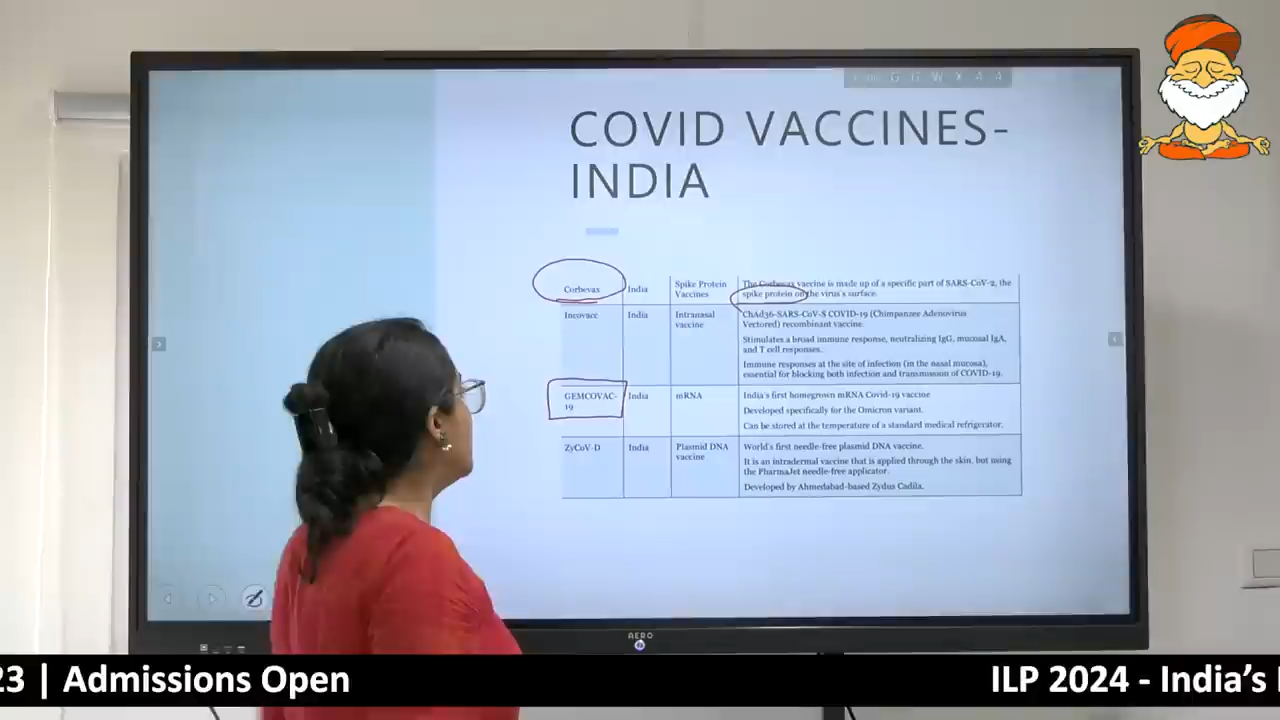 COVID VACCINES-
INDIA
Corbevax India Spike Protein Vaccines The Corbevax vaccine is made up of a specific part of SARS-CoV-2, the
spike protein on the virus's surface.
Incovacc India Intranasal vaccine ChAd36-SARS-CoV-S COVID-19 (Chimpanzee Adenovirus
Vectored) recombinant vaccine.
Stimulates a broad immune response, neutralizing IgG, mucosal IgA,
and T cell responses.
Immune responses at the site of infection (in the nasal mucosa),
essential for blocking both infection and transmission of COVID-19.
GEMCOVAC-19 India mRNA India's first homegrown mRNA Covid-19 vaccine
Developed specifically for the Omicron variant.
Can be stored at the temperature of a standard medical refrigerator.
ZyCoV-D India Plasmid DNA vaccine World's first needle-free plasmid DNA vaccine.
It is an intradermal vaccine that is applied through the skin, but using
the PharmaJet needle-free applicator.
Developed by Ahmedabad-based Zydus Cadila.
AERO
23 | Admissions Open ILP 2024 - India's